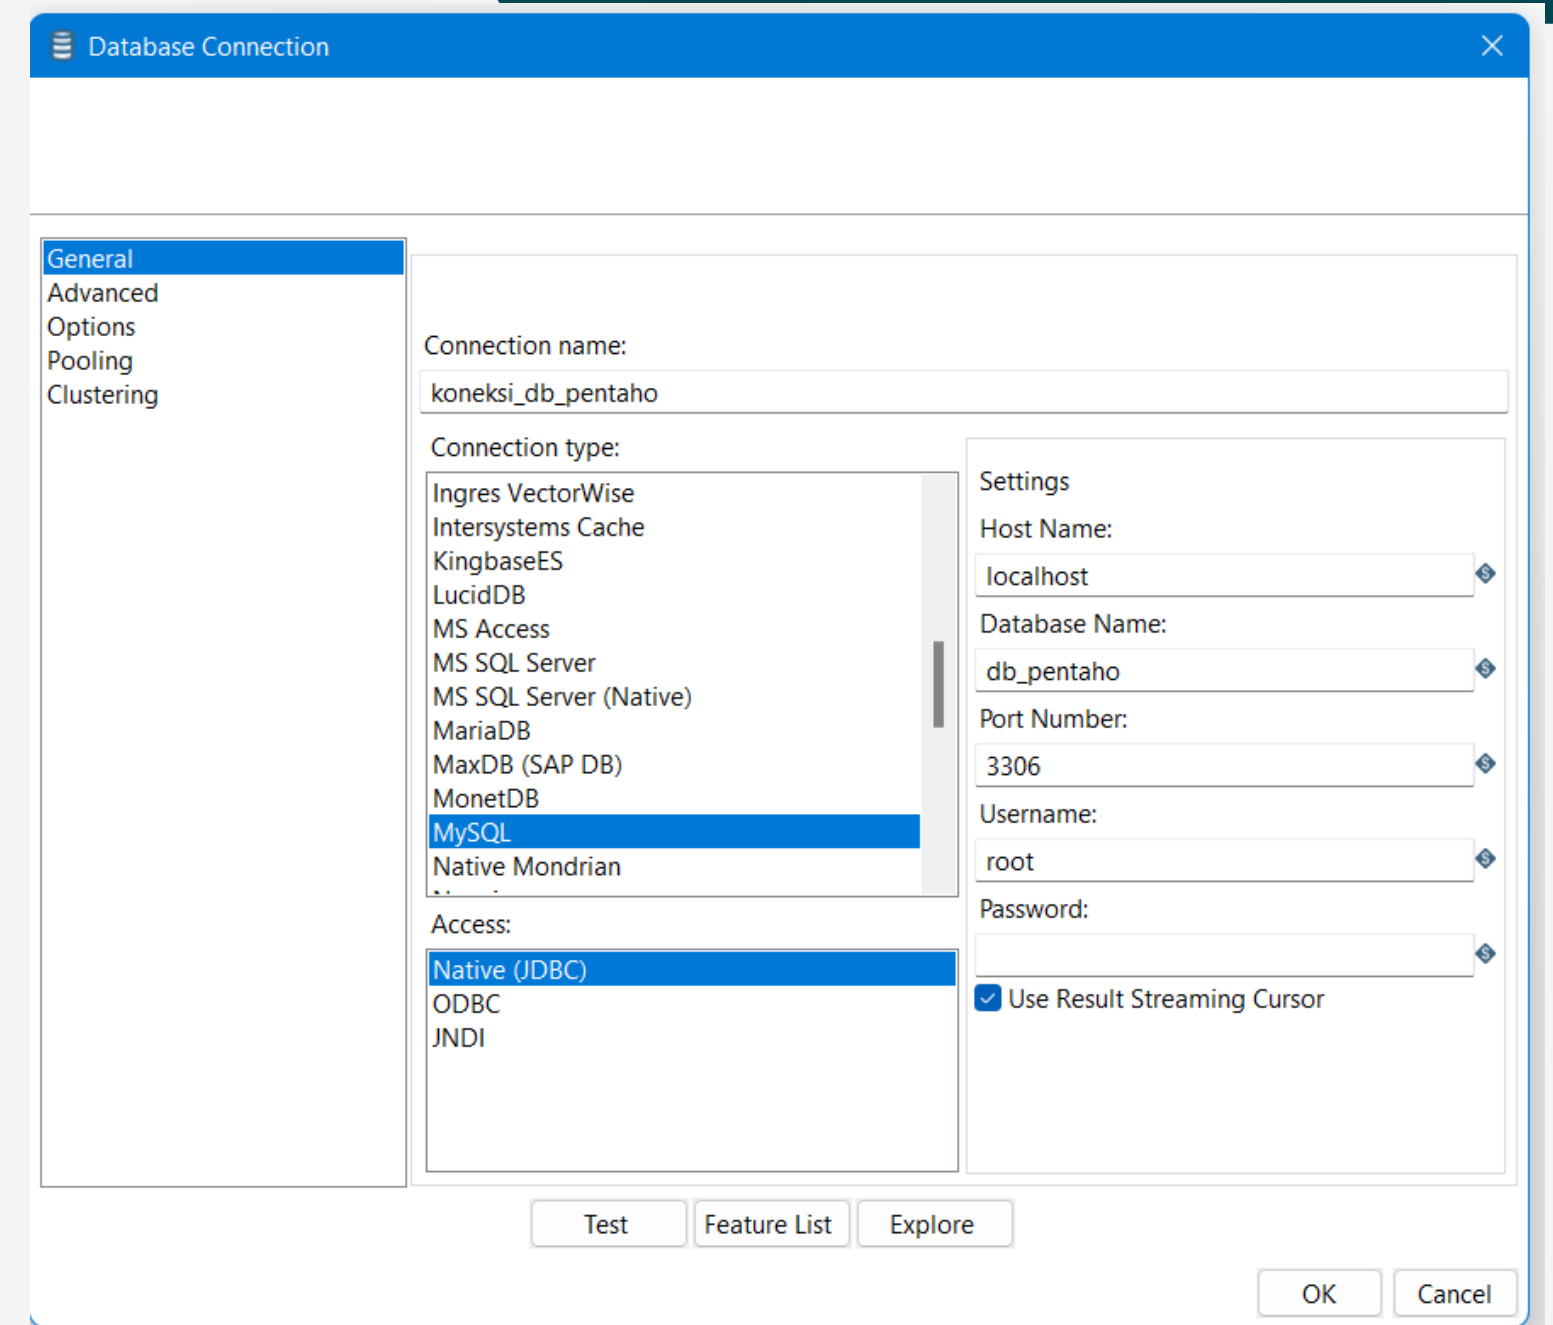 Database Connection
General
Advanced
Options
Pooling
Clustering
Connection name:
koneksi_db_pentaho
Connection type:
Ingres VectorWise
Intersystems Cache
KingbaseES
LucidDB
MS Access
MS SQL Server
MS SQL Server (Native)
MariaDB
MaxDB (SAP DB)
MonetDB
MySQL
Native Mondrian
Access:
Native (JDBC)
ODBC
JNDI
Settings
Host Name:
localhost
Database Name:
db_pentaho
Port Number:
3306
Username:
root
Password:
Use Result Streaming Cursor
Test
Feature List
Explore
OK
Cancel